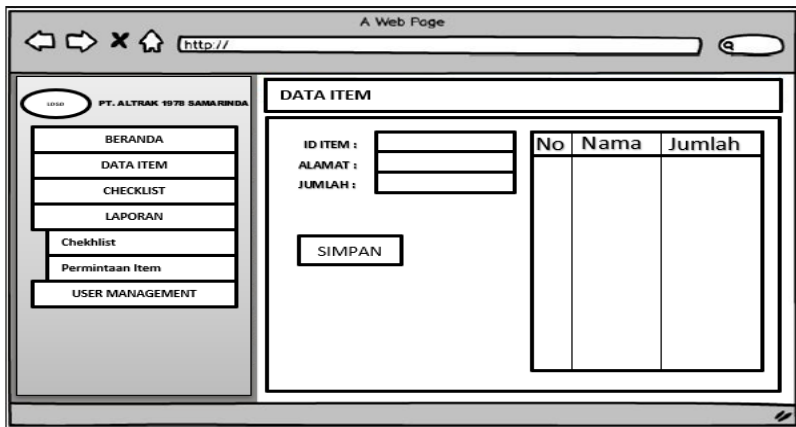 A Web Page
http://
LOGO PT. ALTRAK 1978 SAMARINDA
BERANDA
DATA ITEM
CHECKLIST
LAPORAN
Chekhlist
Permintaan Item
USER MANAGEMENT
DATA ITEM
ID ITEM :
ALAMAT :
JUMLAH :
SIMPAN
No Nama Jumlah